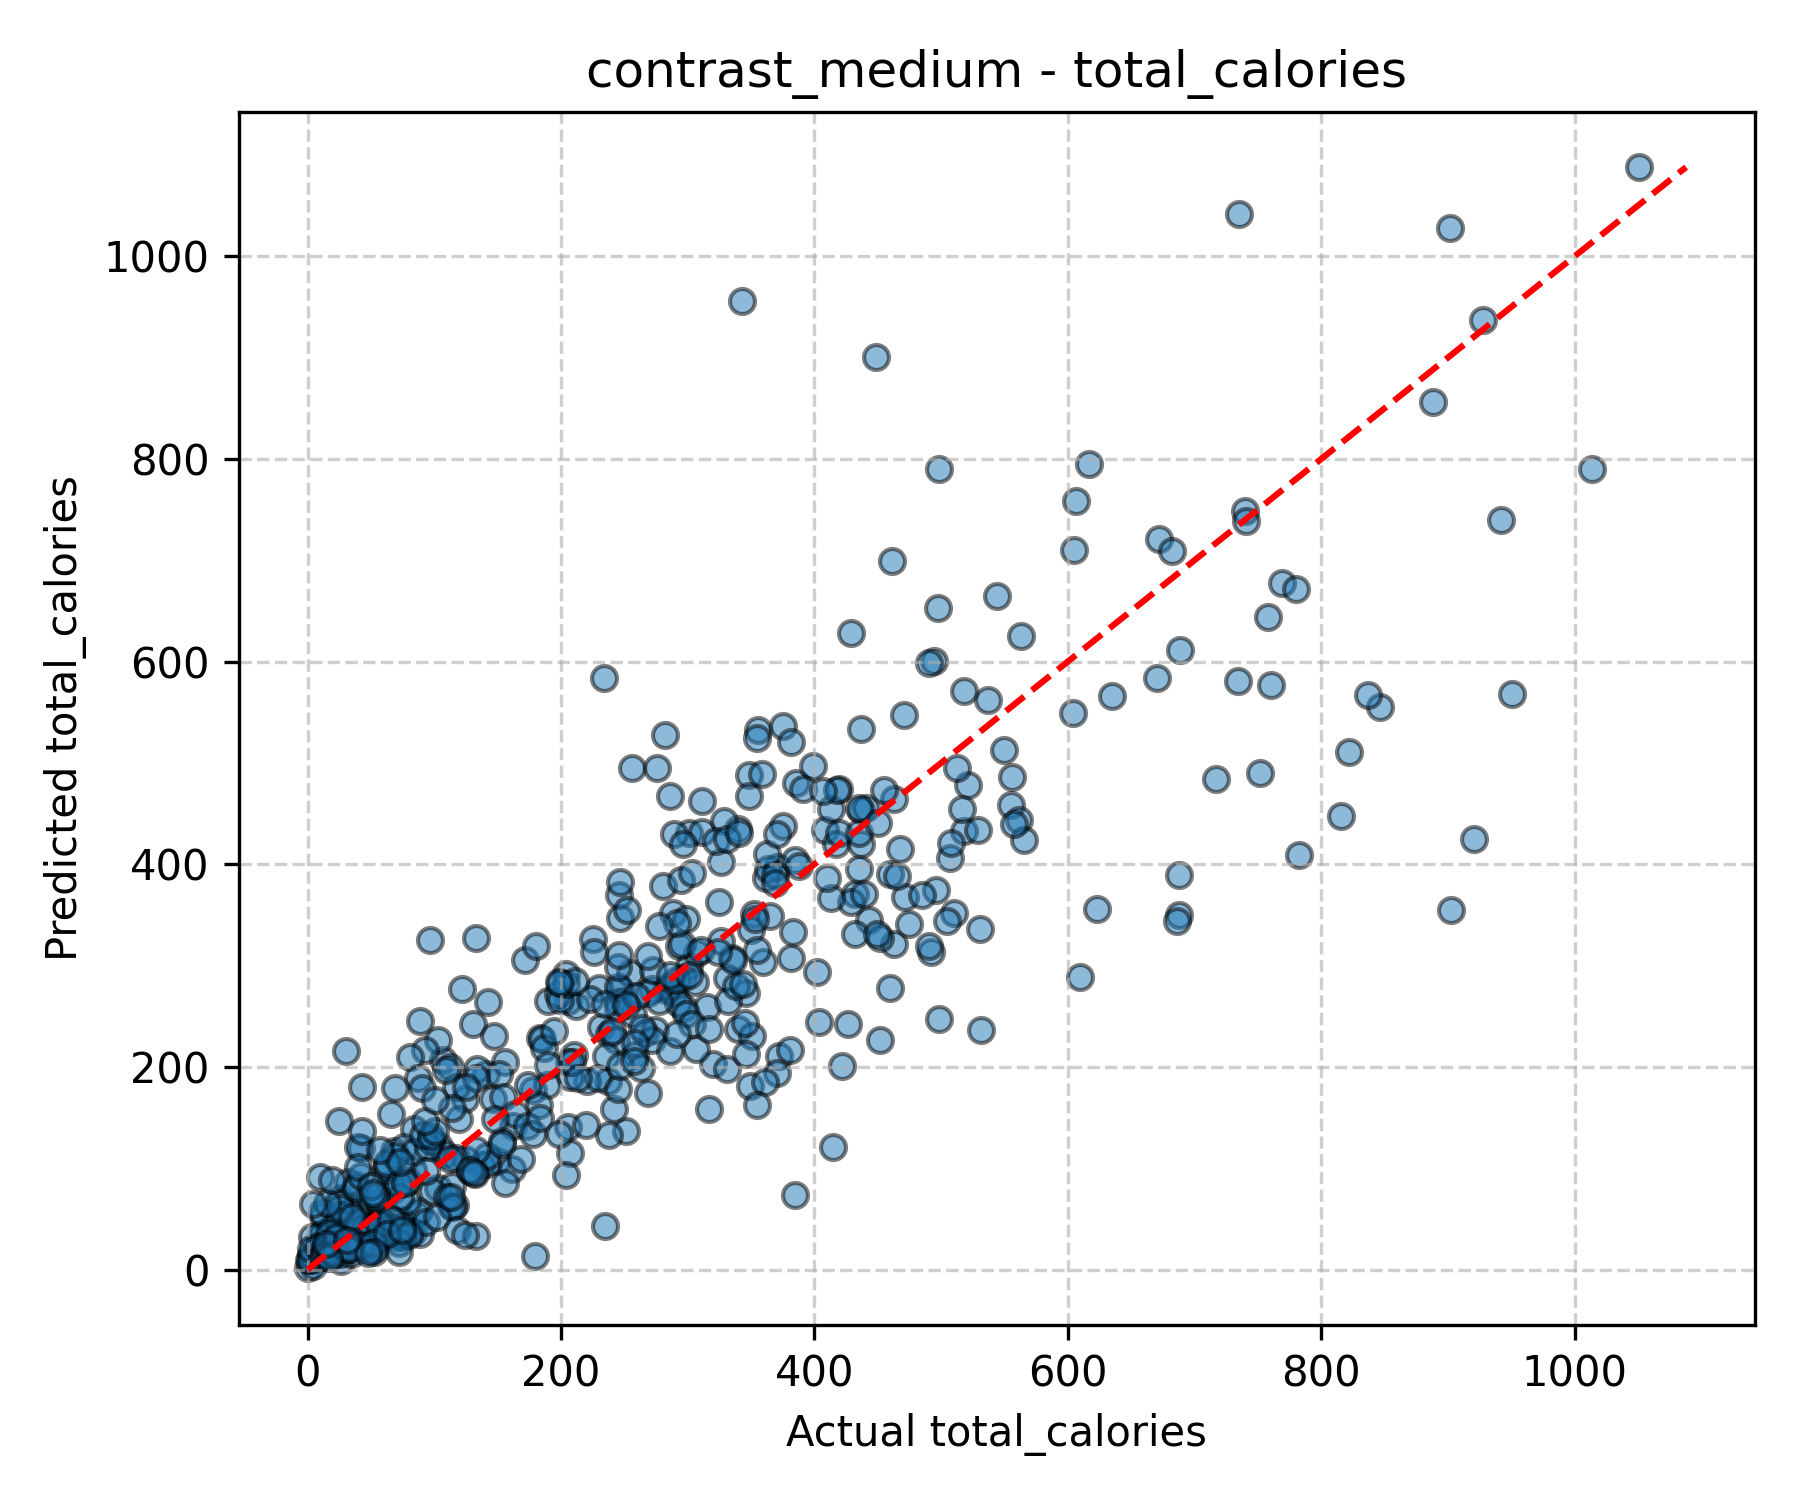 contrast_medium - total_calories
1000
800
600
400
200
0
Predicted total_calories
0 200 400 600 800 1000
Actual total_calories